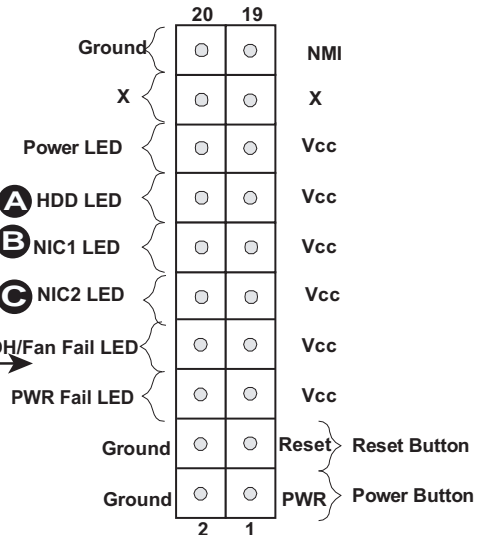 20 19
Ground NMI
X X
Power LED Vcc
A HDD LED Vcc
B NIC1 LED Vcc
C NIC2 LED Vcc
OH/Fan Fail LED Vcc
PWR Fail LED Vcc
Ground Reset Reset Button
Ground PWR Power Button
2 1